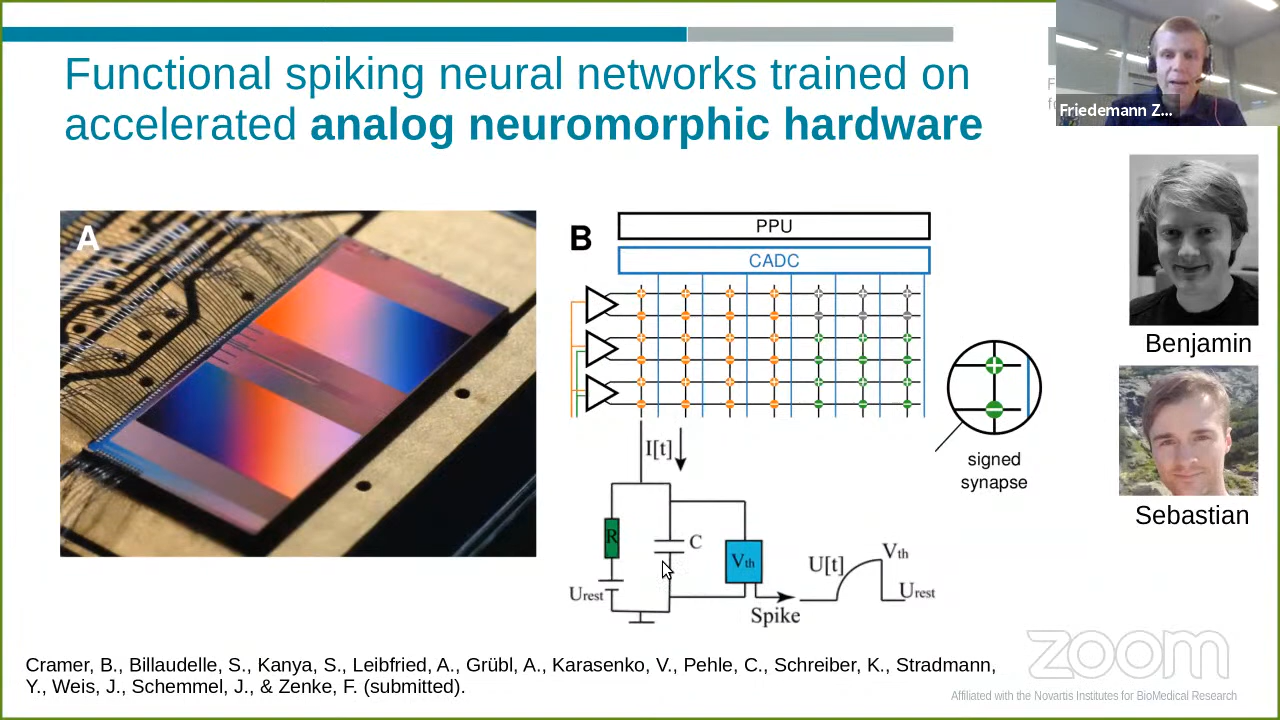 Functional spiking neural networks trained on
accelerated analog neuromorphic hardware
Friedemann Z...
A
B
PPU
CADC
I[t]
R
C
Vth
Urest
Spike
U[t]
Vth
Urest
signed
synapse
Benjamin
Sebastian
Cramer, B., Billaudelle, S., Kanya, S., Leibfried, A., Grübl, A., Karasenko, V., Pehle, C., Schreiber, K., Stradmann,
Y., Weis, J., Schemmel, J., & Zenke, F. (submitted).
zoom
Affiliated with the Novartis Institutes for BioMedical Research